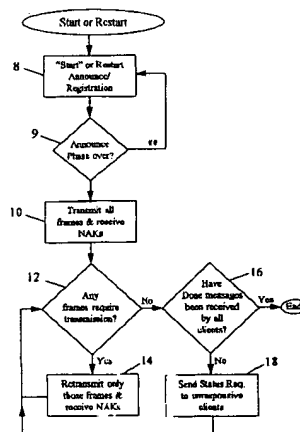 Start or Restart
8
"Start" or Restart
Announce/
Registration
9
Announce
Phase over?
no
10
Transmit all
frames & receive
NAKs
12
Any
frames require
transmission?
No
16
Have
Done messages
been received by
all
clients?
Yes
End
Yes
14
Retransmit only
those frames &
receive NAKs
No
18
Send Status Req.
to unresponsive
clients